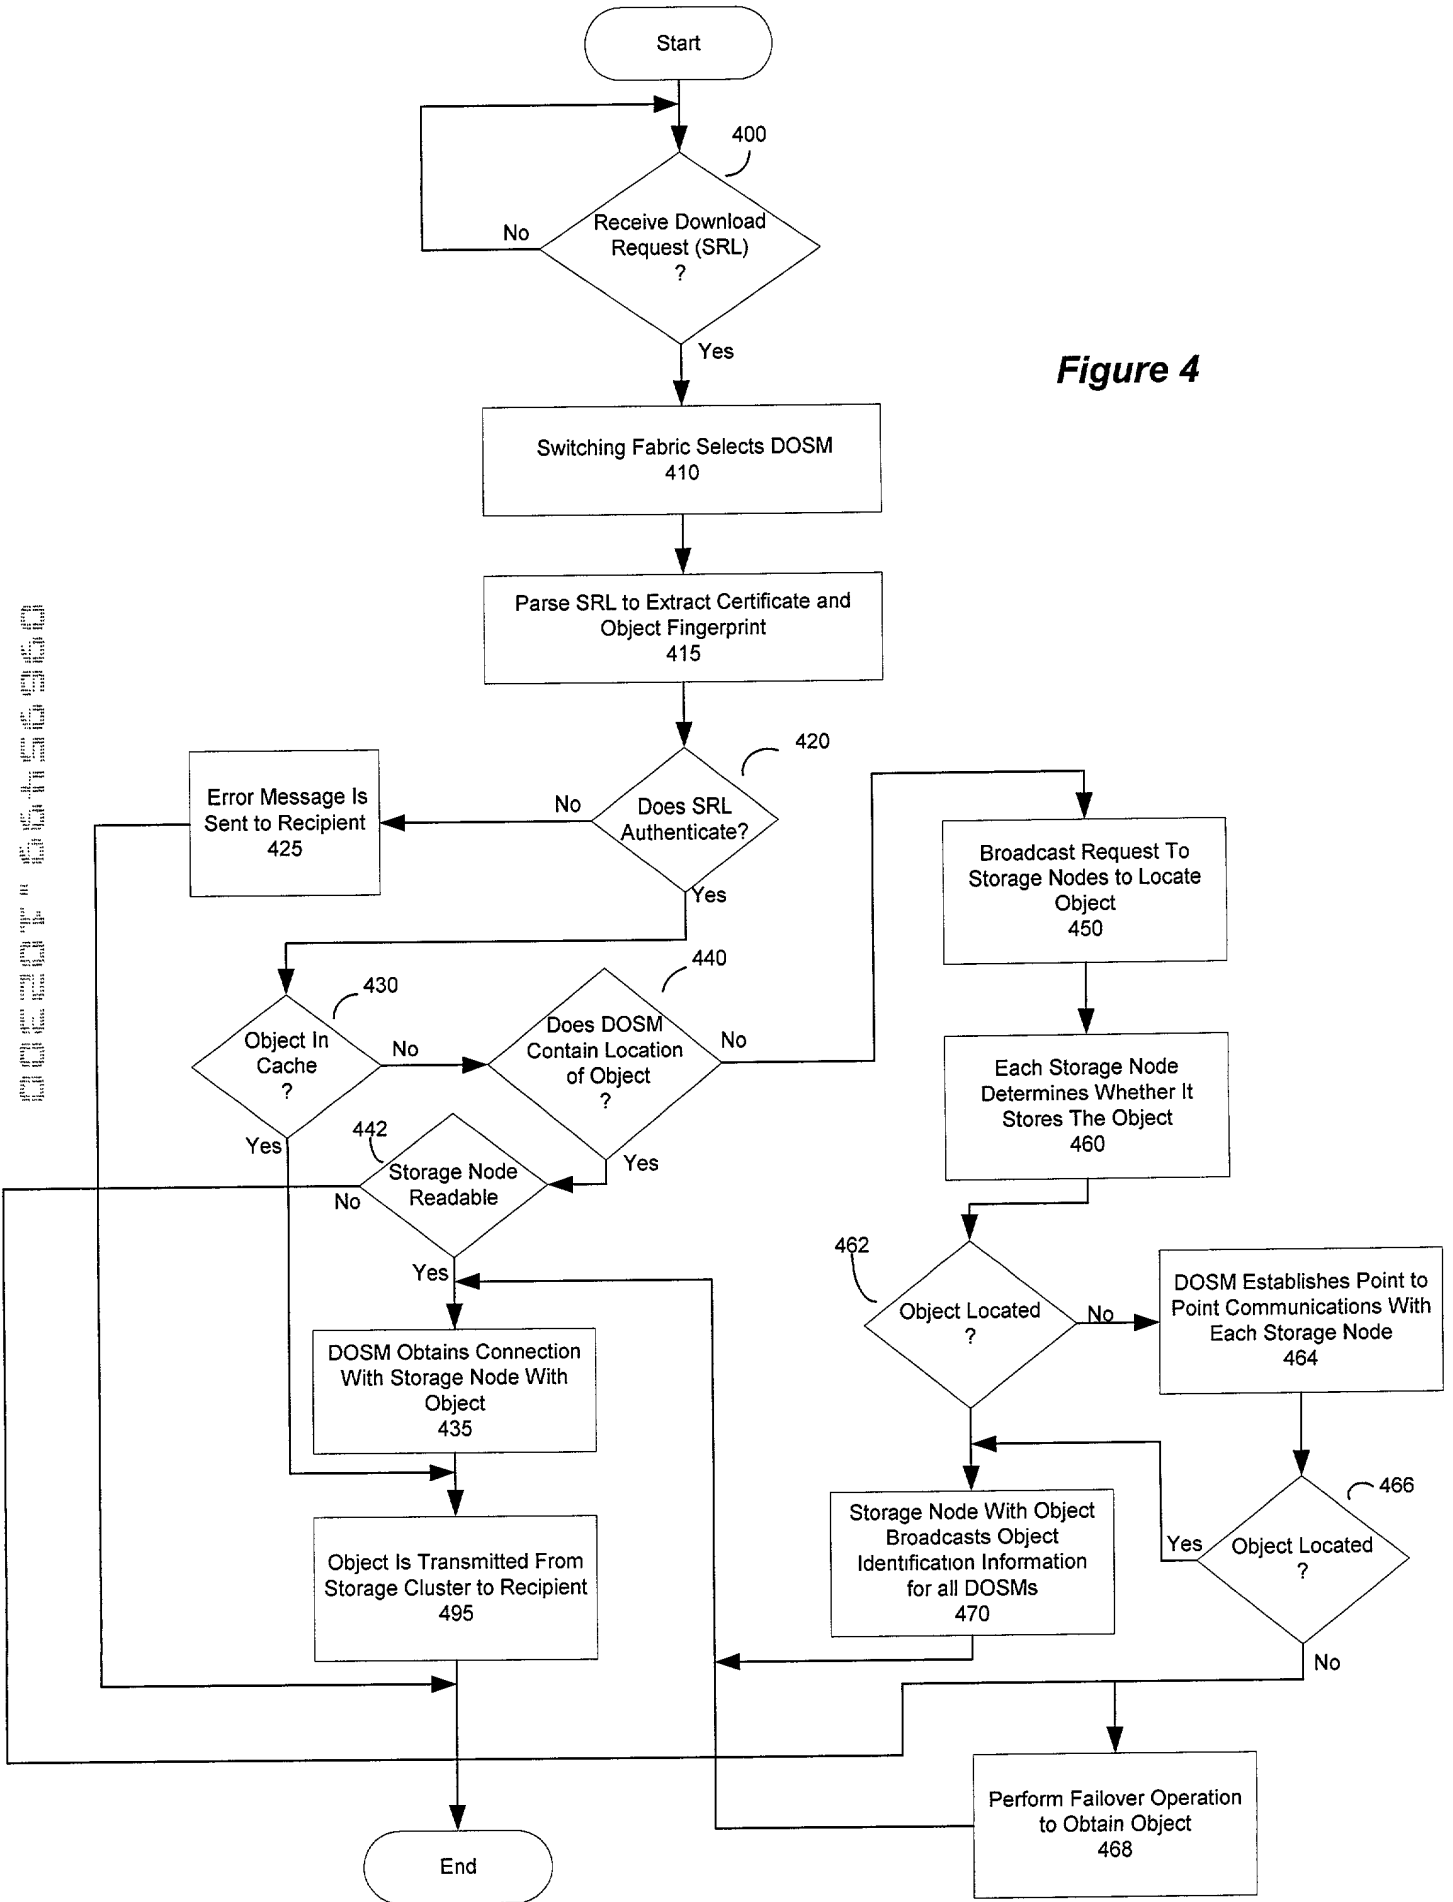 Start
400
Receive Download
Request (SRL)
?
No
Yes
Figure 4
Switching Fabric Selects DOSM
410
Parse SRL to Extract Certificate and
Object Fingerprint
415
420
Does SRL
Authenticate?
No
Yes
Error Message Is
Sent to Recipient
425
Broadcast Request To
Storage Nodes to Locate
Object
450
430
Object In
Cache
?
No
Yes
440
Does DOSM
Contain Location
of Object
?
No
Yes
Each Storage Node
Determines Whether It
Stores The Object
460
442
Storage Node
Readable
No
Yes
462
Object Located
?
No
DOSM Establishes Point to
Point Communications With
Each Storage Node
464
DOSM Obtains Connection
With Storage Node With
Object
435
466
Object Located
?
Yes
No
Storage Node With Object
Broadcasts Object
Identification Information
for all DOSMs
470
Object Is Transmitted From
Storage Cluster to Recipient
495
Perform Failover Operation
to Obtain Object
468
End